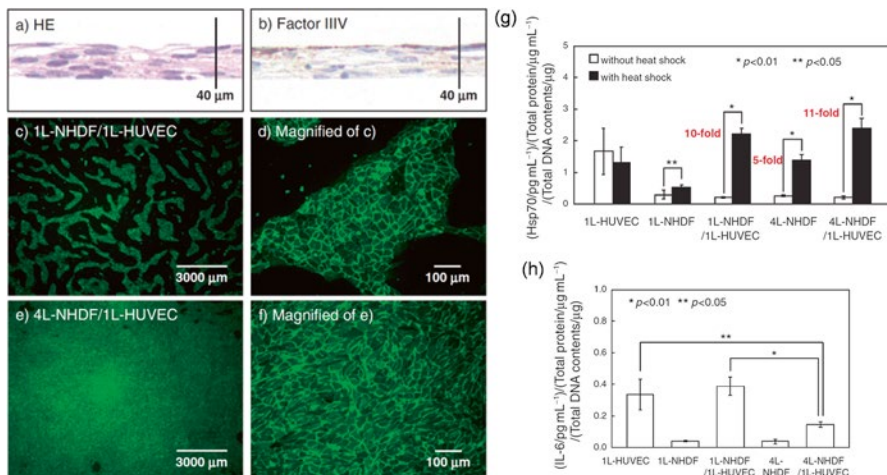 a) HE
40 μm
b) Factor IIIV
40 μm
c) 1L-NHDF/1L-HUVEC
3000 μm
d) Magnified of c)
100 μm
e) 4L-NHDF/1L-HUVEC
3000 μm
f) Magnified of e)
100 μm
(g)
(Hsp70/pg mL⁻¹)/(Total protein/μg mL⁻¹)
/(Total DNA contents/μg)
5
4
3
2
1
0
without heat shock
with heat shock
* p<0.01 ** p<0.05
**
10-fold
*
5-fold
*
11-fold
*
1L-HUVEC
1L-NHDF
1L-NHDF
/1L-HUVEC
4L-NHDF
4L-NHDF
/1L-HUVEC
(h)
(IL-6/pg mL⁻¹)/(Total protein/μg mL⁻¹)
/(Total DNA contents/μg)
1.0
0.8
0.6
0.4
0.2
0.0
* p<0.01 ** p<0.05
**
*
1L-HUVEC
1L-NHDF
1L-NHDF
/1L-HUVEC
4L-
NHDF
4L-NHDF
/1L-HUVEC